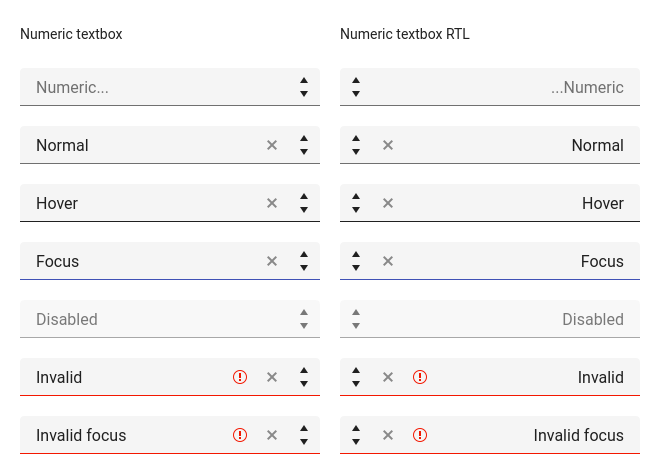 Numeric textbox
Numeric...
Normal
Hover
Focus
Disabled
Invalid
Invalid focus
Numeric textbox RTL
...Numeric
Normal
Hover
Focus
Disabled
Invalid
Invalid focus